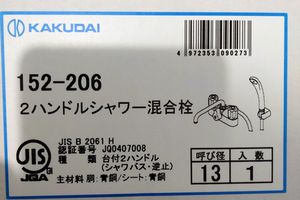 KAKUDAI
4 972353 090273
152-206
2ハンドルシャワー混合栓
JIS B 2061 H
認証番号 JQ0407008
種 類 台付2ハンドル
(シャワバス・逆止)
主材料 胴:青銅/シート:青銅
JIS
JQA
呼び径 入数
13 1